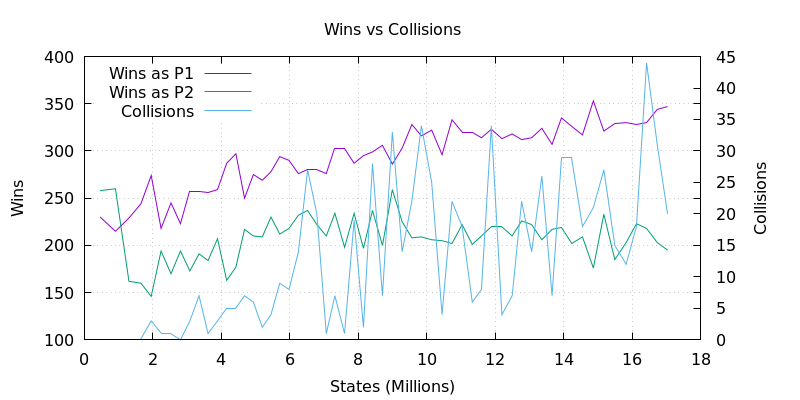 Wins vs Collisions
400
350
300
250
200
150
100
45
40
35
30
25
20
15
10
5
0
Wins as P1
Wins as P2
Collisions
Wins
Collisions
0 2 4 6 8 10 12 14 16 18
States (Millions)